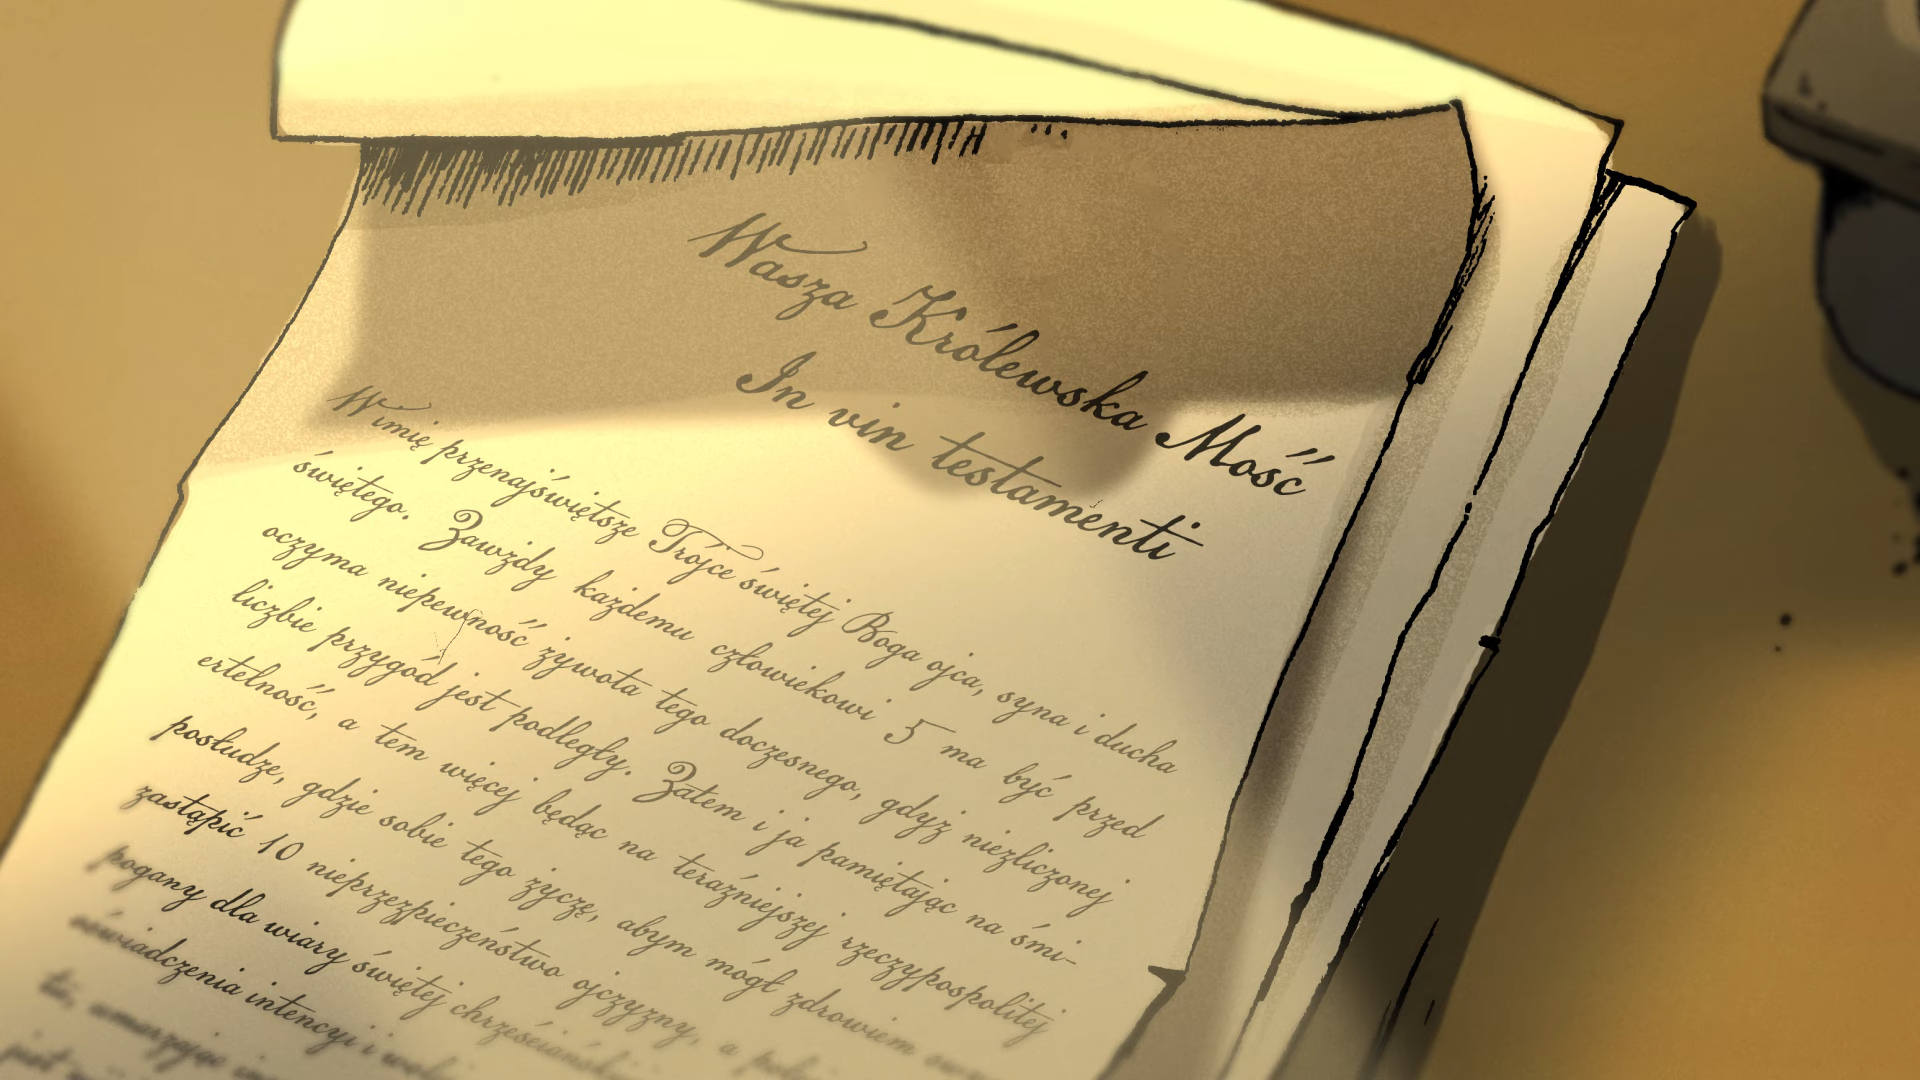 Wasza Królewska Mość
In vin testamenti
W imię przenajświętsze Trójce świętej Boga ojca, syna i ducha
świętego. Zawżdy każdemu człowiekowi 5 ma być przed
oczyma niepewność żywota tego doczesnego, gdyż niezliczonej
liczbie przygód jest podległy. Zatem i ja pamiętając na śmi-
ertelność, a tem więcej będąc na teraźniejszej rzeczypospolitej
posłudze, gdzie sobie tego życzę, abym mógł zdrowiem
zastąpić 10 nieprzezpieczeństwo ojczyzny, a
pogany dla wiary świętej
oświadczenia intencyi i